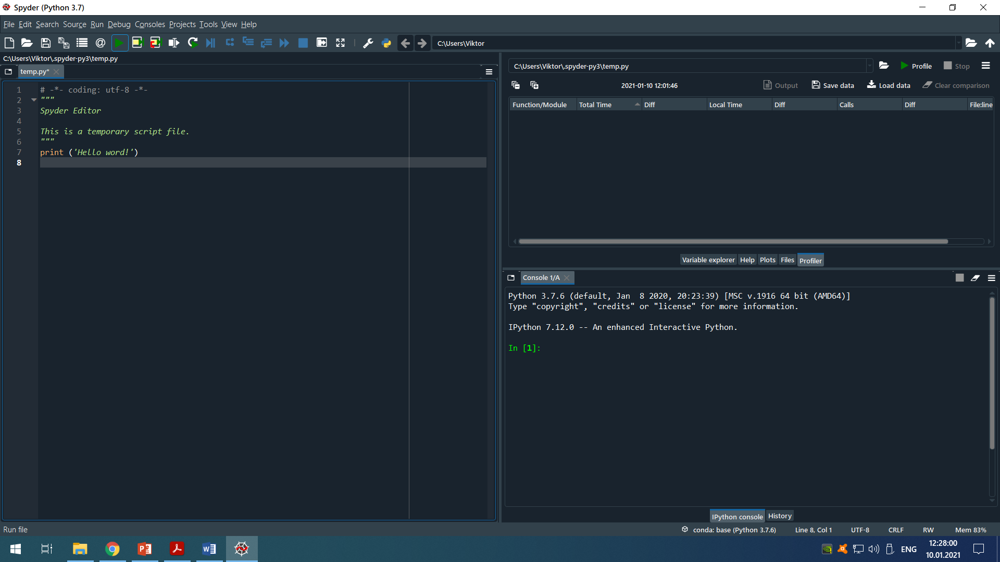 Spyder (Python 3.7)
File Edit Search Source Run Debug Consoles Projects Tools View Help
C:\Users\Viktor
C:\Users\Viktor\.spyder-py3\temp.py
temp.py*
1 # -*- coding: utf-8 -*-
2 """
3 Spyder Editor
4
5 This is a temporary script file.
6 """
7 print ('Hello word!')
8
C:\Users\Viktor\.spyder-py3\temp.py Profile Stop
2021-01-10 12:01:46 Output Save data Load data Clear comparison
Function/Module Total Time Diff Local Time Diff Calls Diff File:line
Variable explorer Help Plots Files Profiler
Console 1/A
Python 3.7.6 (default, Jan  8 2020, 20:23:39) [MSC v.1916 64 bit (AMD64)]
Type "copyright", "credits" or "license" for more information.
IPython 7.12.0 -- An enhanced Interactive Python.
In [1]:
IPython console History
Run file
conda: base (Python 3.7.6) Line 8, Col 1 UTF-8 CRLF RW Mem 83%
ENG
12:28:00
10.01.2021